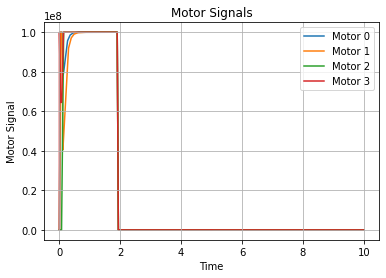 Motor Signals
1e8
1.0
0.8
0.6
0.4
0.2
0.0
Motor Signal
0 2 4 6 8 10
Time
Motor 0
Motor 1
Motor 2
Motor 3